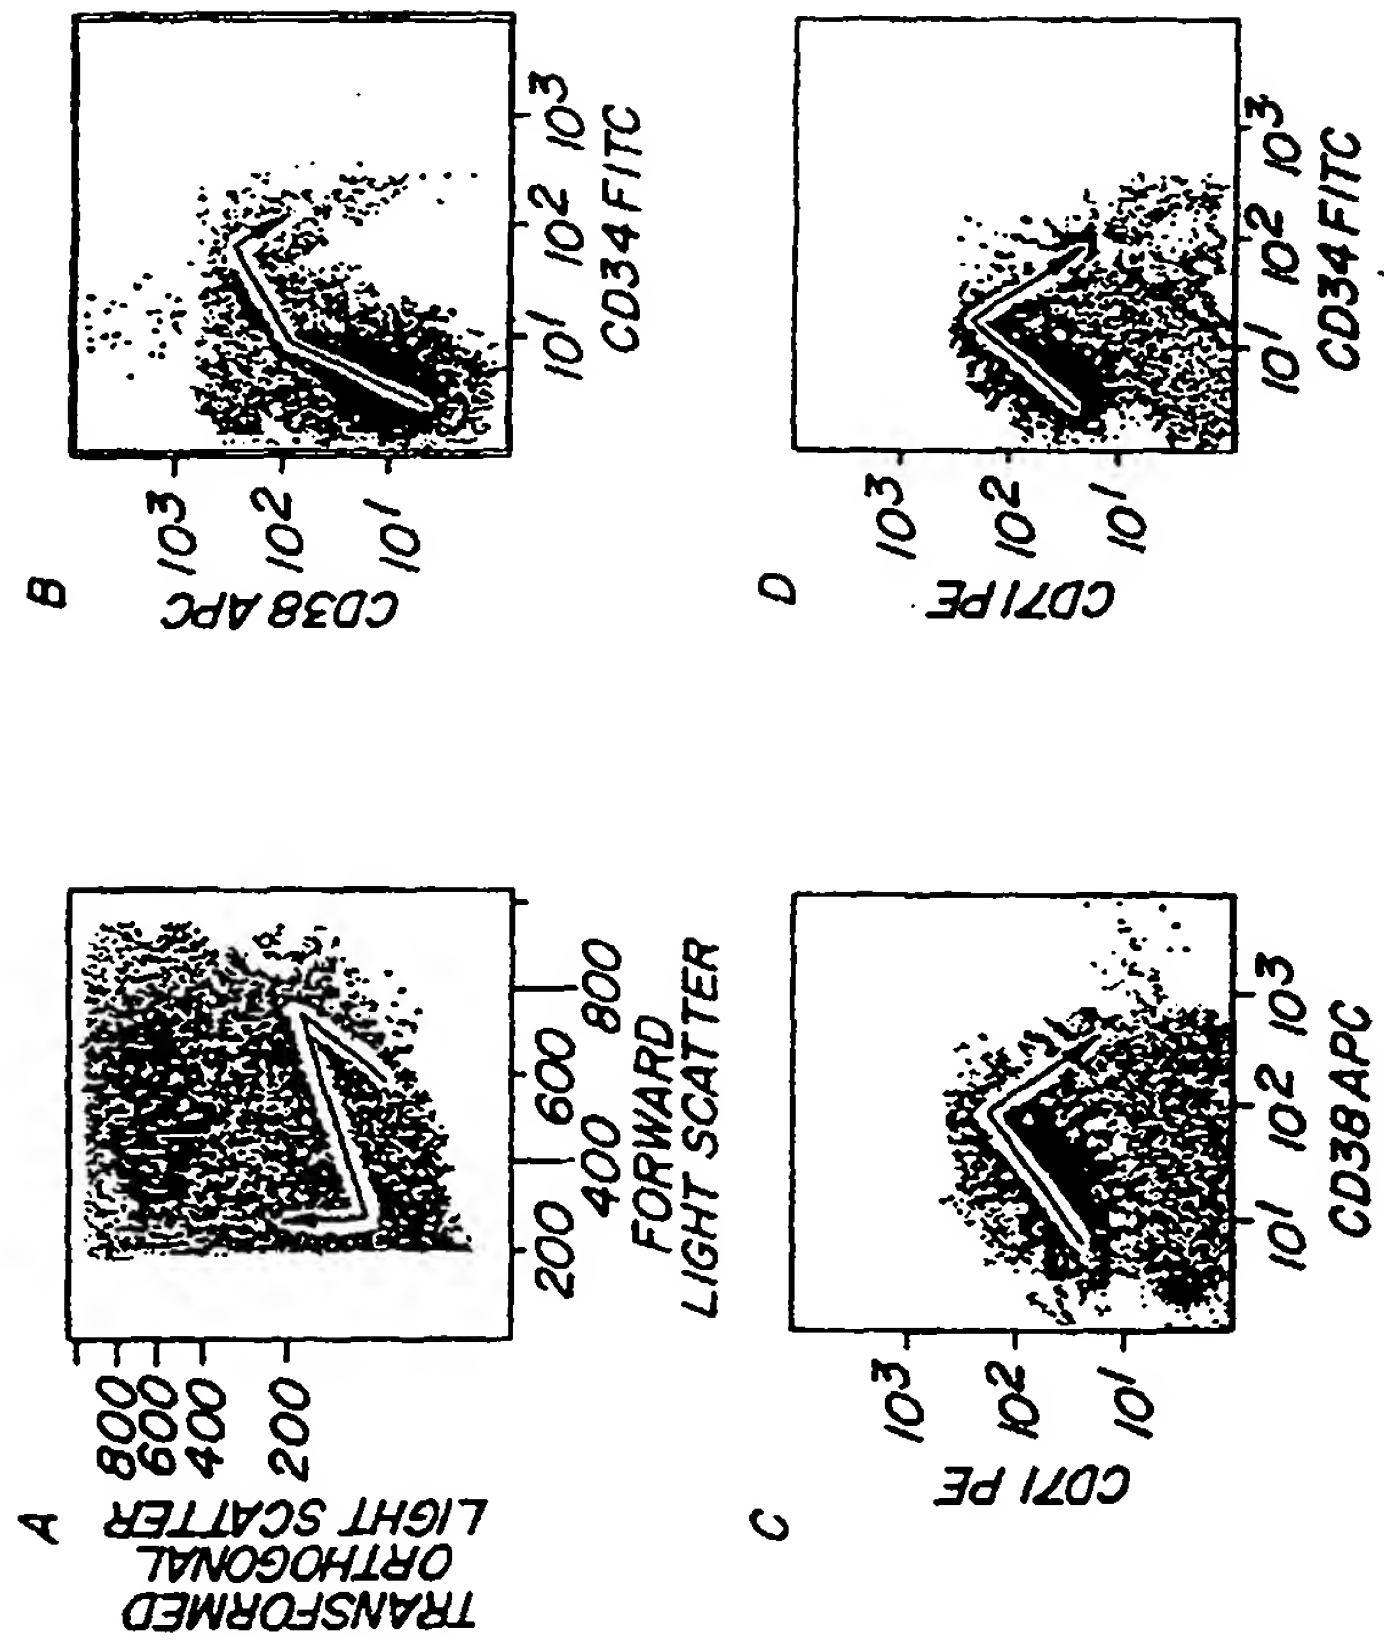 A
TRANSFORMED
ORTHOGONAL
LIGHT SCATTER
800
600
400
200
200
400
600
800
FORWARD
LIGHT SCATTER
B
CD38 APC
10³
10²
10¹
10¹
10²
10³
CD34 FITC
C
CD71 PE
10³
10²
10¹
10¹
10²
10³
CD38 APC
D
CD71 PE
10³
10²
10¹
10¹
10²
10³
CD34 FITC